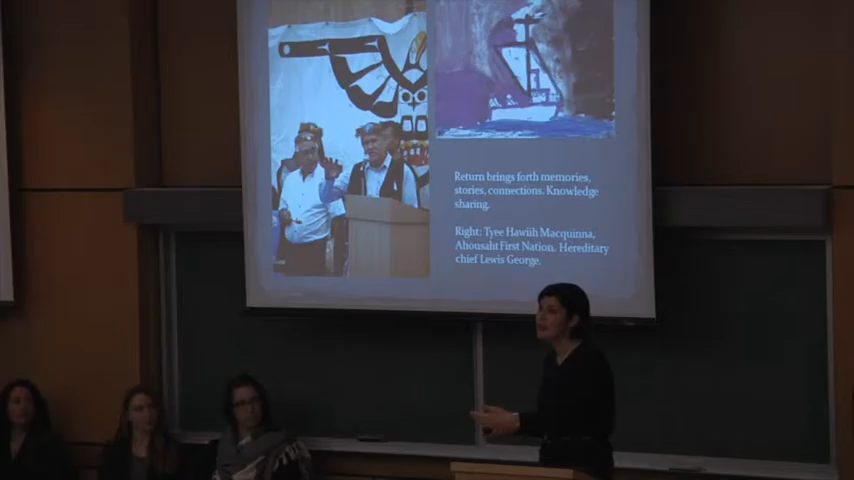 Return brings forth memories,
stories, connections. Knowledge
sharing.
Right: Tyee Hawiih Macquinna,
Ahousaht First Nation, Hereditary
chief Lewis George.